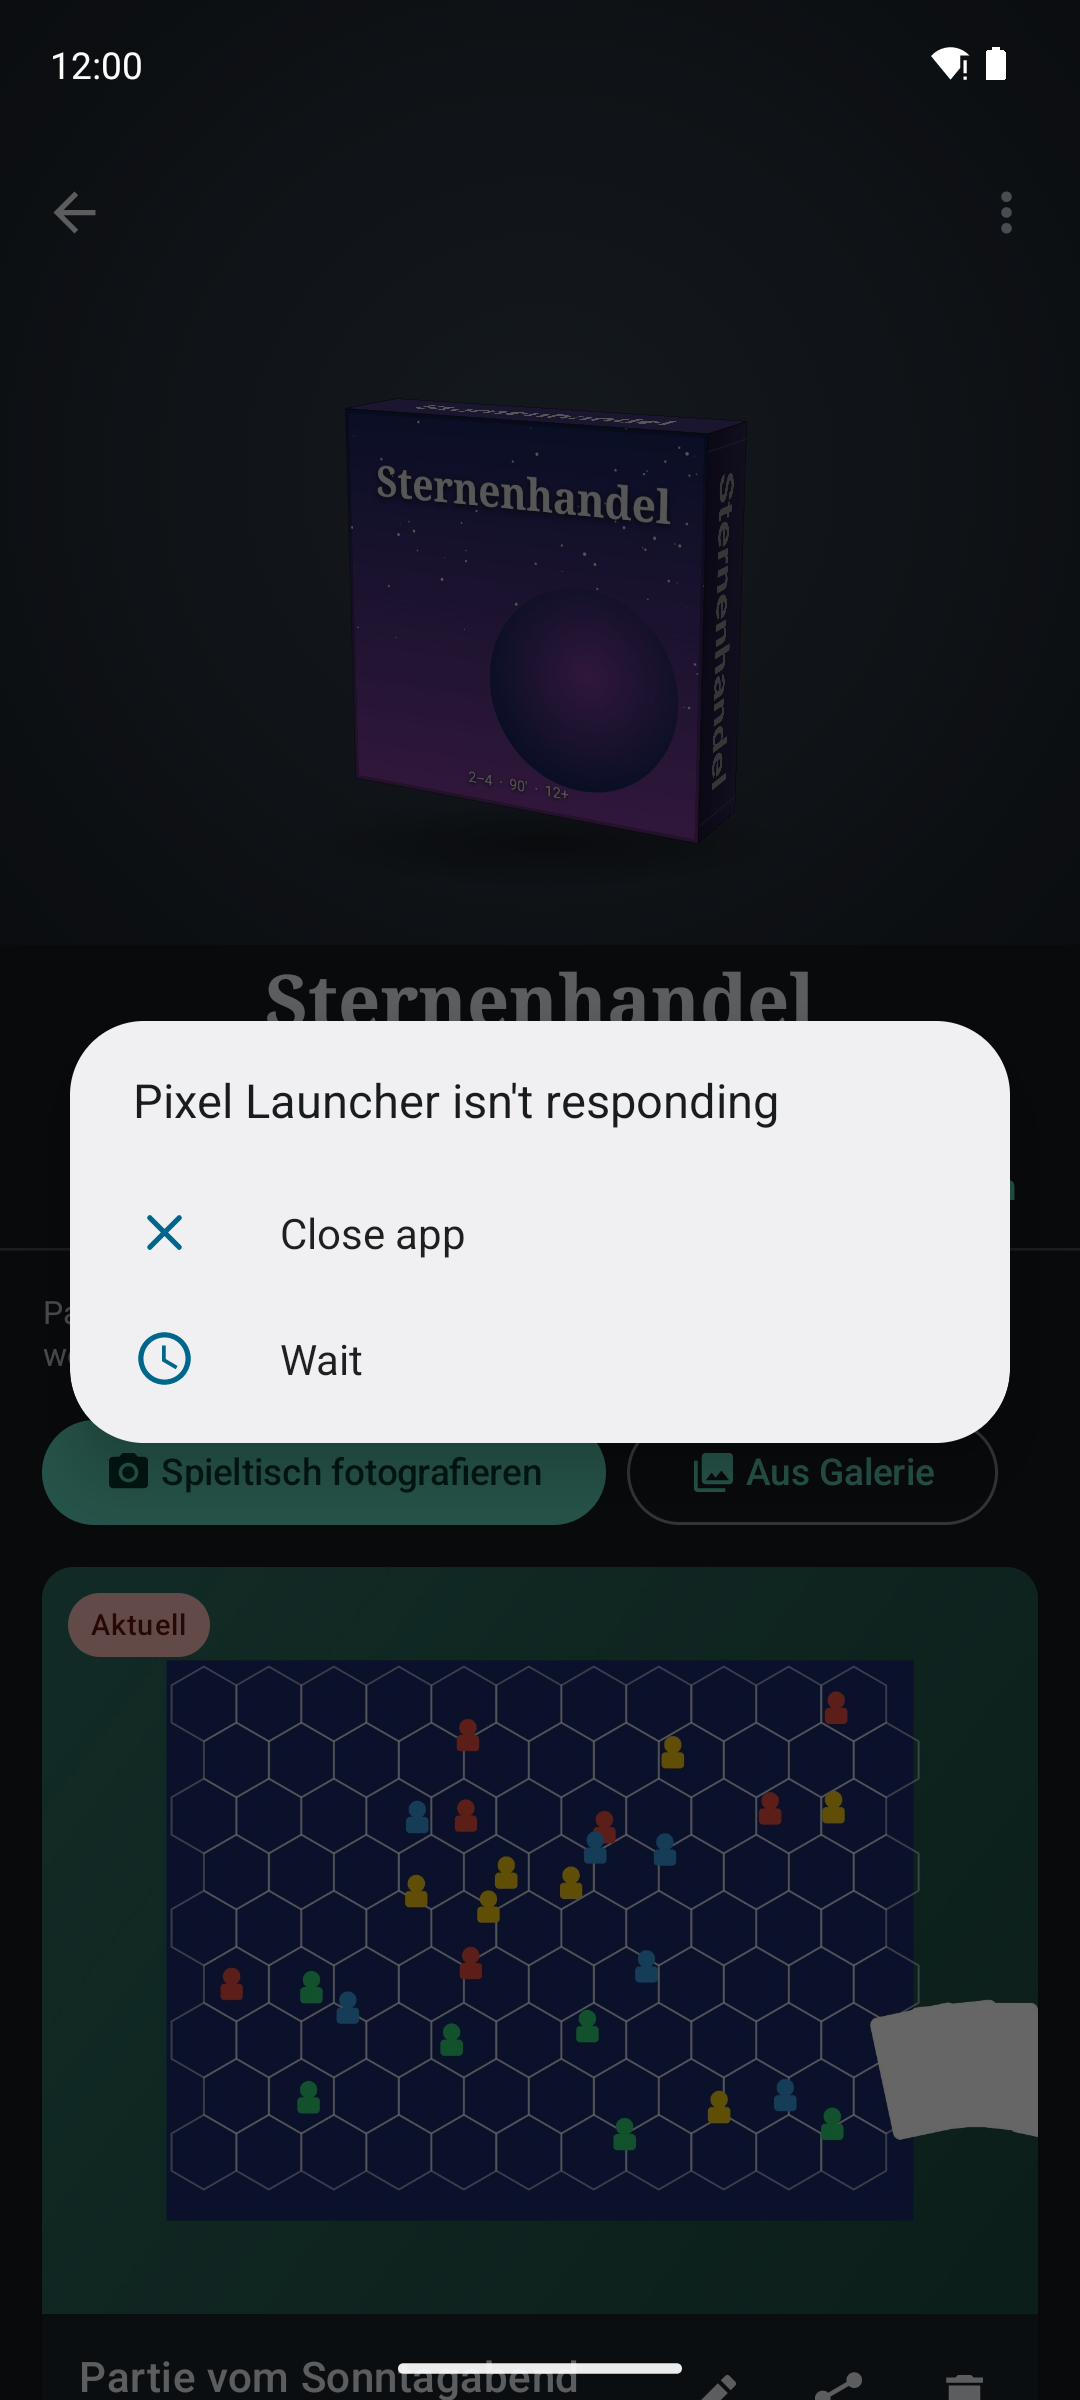 12:00
Sternenhandel
Sternenhandel
Sternenhandel
2–4 · 90' · 12+
Sternenhandel
Pixel Launcher isn't responding
Close app
Wait
Spieltisch fotografieren
Aus Galerie
Aktuell
Partie vom Sonntagabend